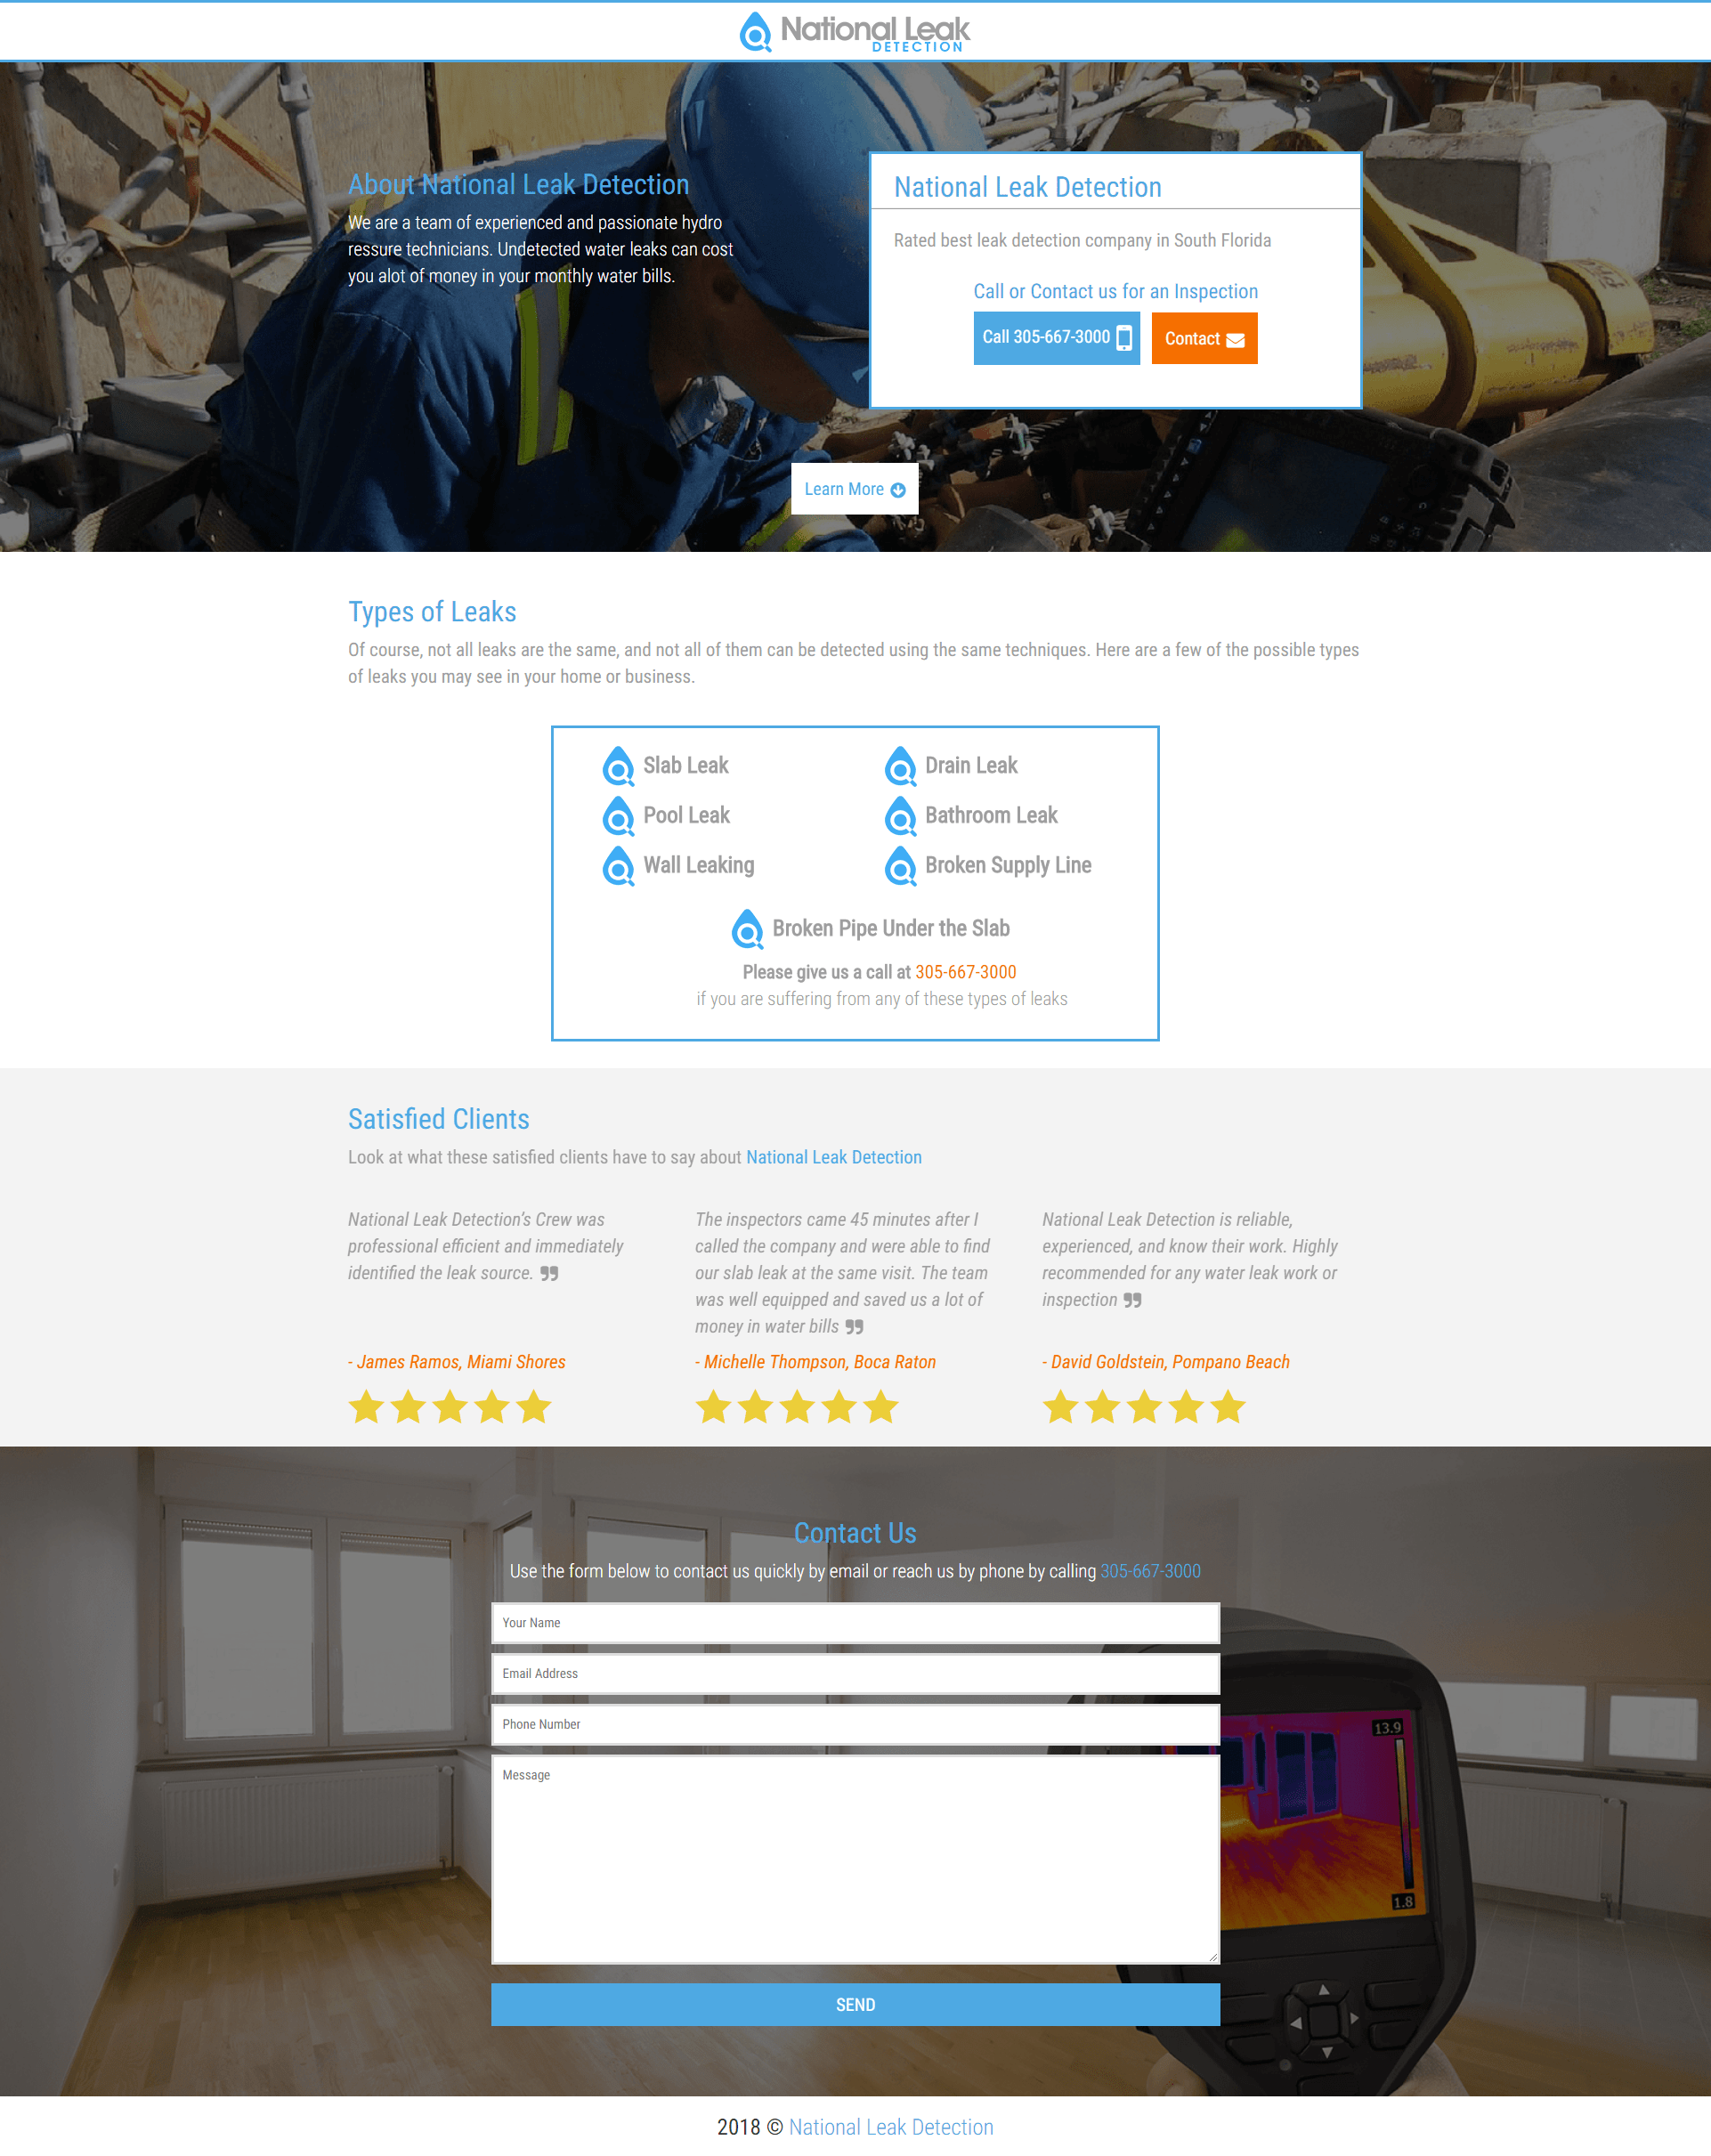 National Leak
DETECTION
About National Leak Detection
We are a team of experienced and passionate hydro
ressure technicians. Undetected water leaks can cost
you alot of money in your monthly water bills.
National Leak Detection
Rated best leak detection company in South Florida
Call or Contact us for an Inspection
Call 305-667-3000
Contact
Learn More
Types of Leaks
Of course, not all leaks are the same, and not all of them can be detected using the same techniques. Here are a few of the possible types
of leaks you may see in your home or business.
Slab Leak
Drain Leak
Pool Leak
Bathroom Leak
Wall Leaking
Broken Supply Line
Broken Pipe Under the Slab
Please give us a call at 305-667-3000
if you are suffering from any of these types of leaks
Satisfied Clients
Look at what these satisfied clients have to say about National Leak Detection
National Leak Detection’s Crew was
professional efficient and immediately
identified the leak source. ”
- James Ramos, Miami Shores
The inspectors came 45 minutes after I
called the company and were able to find
our slab leak at the same visit. The team
was well equipped and saved us a lot of
money in water bills ”
- Michelle Thompson, Boca Raton
National Leak Detection is reliable,
experienced, and know their work. Highly
recommended for any water leak work or
inspection ”
- David Goldstein, Pompano Beach
Contact Us
Use the form below to contact us quickly by email or reach us by phone by calling 305-667-3000
Your Name
Email Address
Phone Number
Message
13.9
1.8
SEND
2018 © National Leak Detection